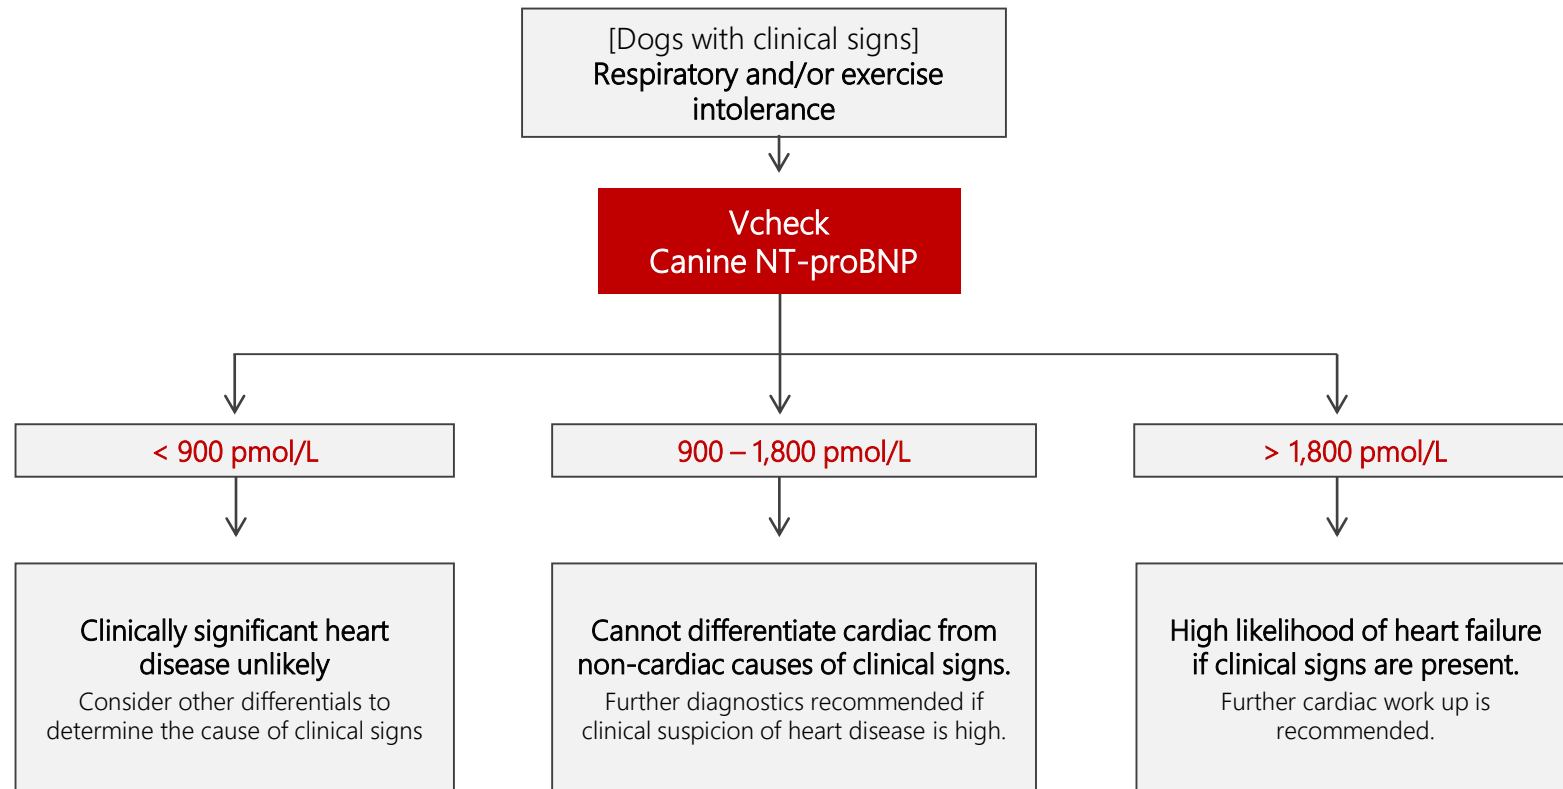 [Dogs with clinical signs]
Respiratory and/or exercise
intolerance
Vcheck
Canine NT-proBNP
< 900 pmol/L
900 – 1,800 pmol/L
> 1,800 pmol/L
Clinically significant heart
disease unlikely
Consider other differentials to
determine the cause of clinical signs
Cannot differentiate cardiac from
non-cardiac causes of clinical signs.
Further diagnostics recommended if
clinical suspicion of heart disease is high.
High likelihood of heart failure
if clinical signs are present.
Further cardiac work up is
recommended.